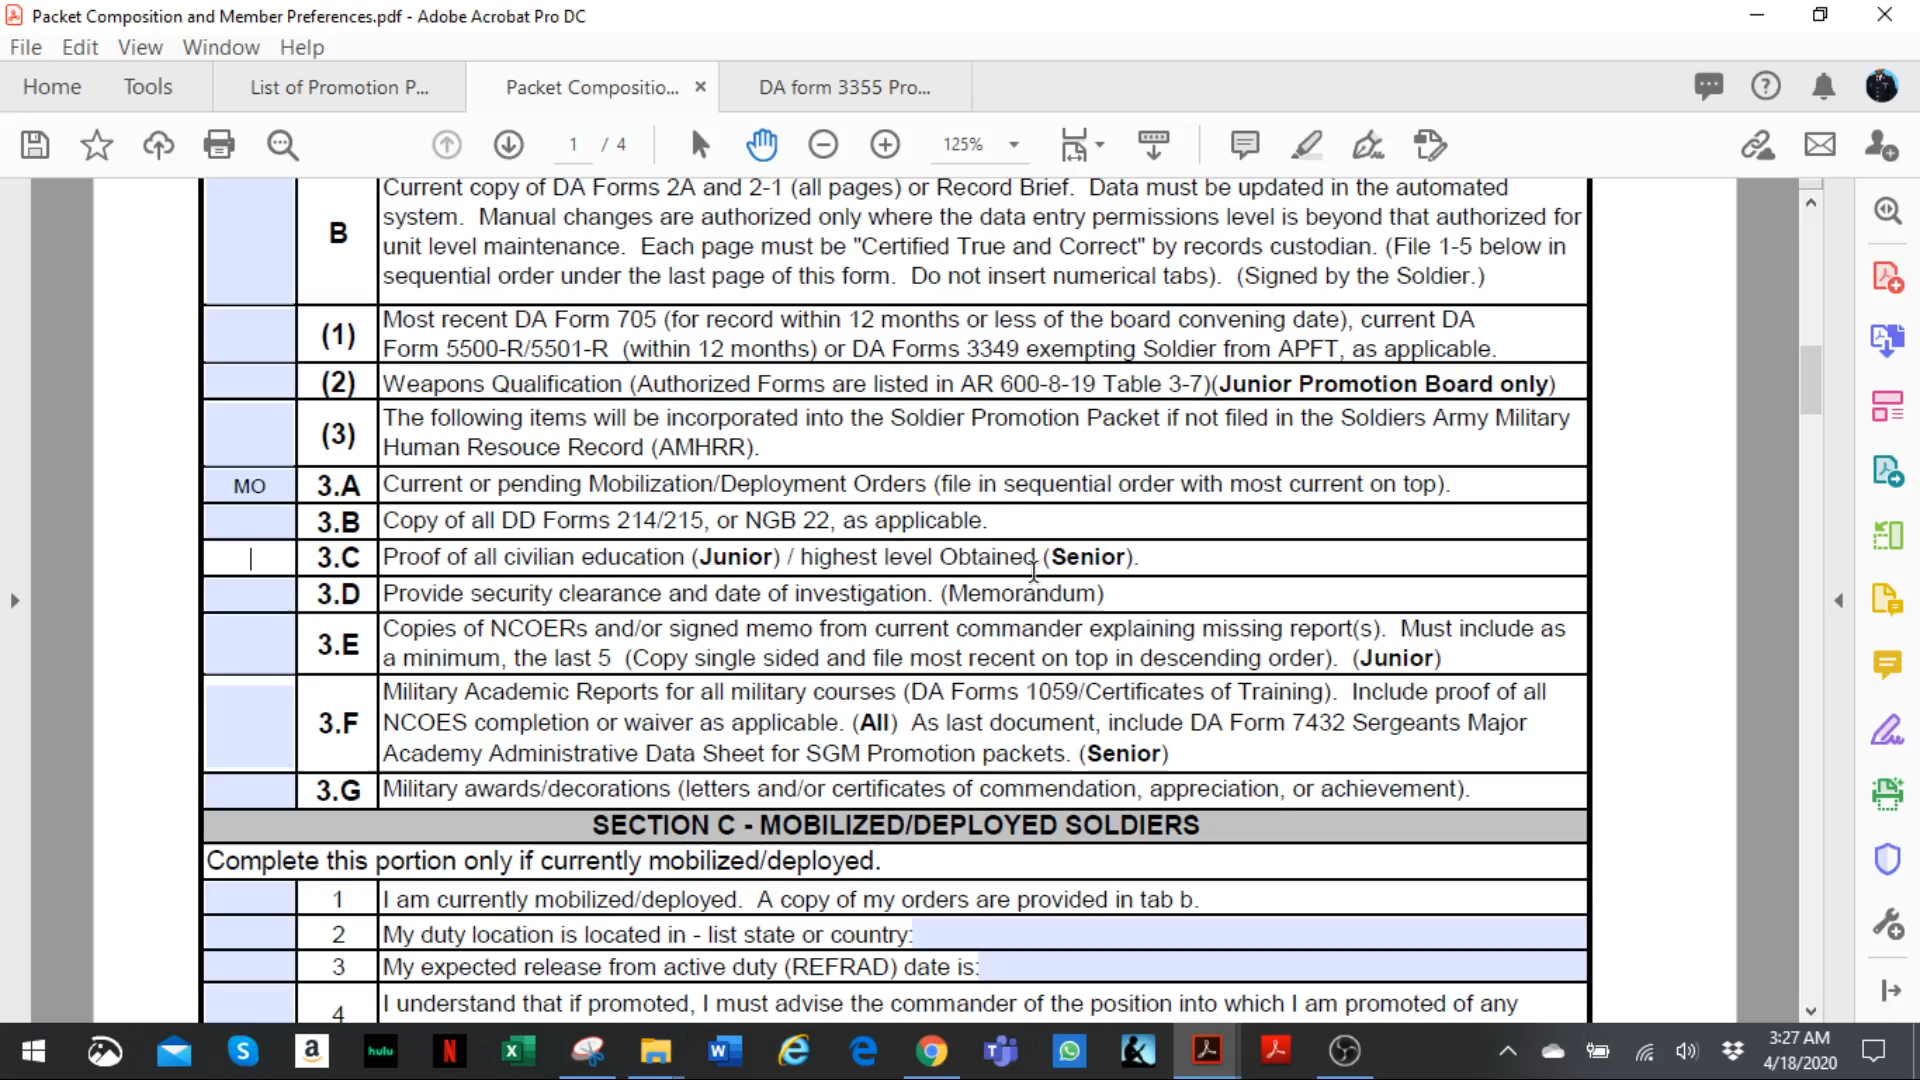 Packet Composition and Member Preferences.pdf - Adobe Acrobat Pro DC
File Edit View Window Help
Home Tools List of Promotion P... Packet Compositio... × DA form 3355 Pro...
1 / 4 125%
Current copy of DA Forms 2A and 2-1 (all pages) or Record Brief. Data must be updated in the automated
system. Manual changes are authorized only where the data entry permissions level is beyond that authorized for
B
unit level maintenance. Each page must be "Certified True and Correct" by records custodian. (File 1-5 below in
sequential order under the last page of this form. Do not insert numerical tabs). (Signed by the Soldier.)
(1) Most recent DA Form 705 (for record within 12 months or less of the board convening date), current DA
Form 5500-R/5501-R (within 12 months) or DA Forms 3349 exempting Soldier from APFT, as applicable.
(2) Weapons Qualification (Authorized Forms are listed in AR 600-8-19 Table 3-7)(Junior Promotion Board only)
(3) The following items will be incorporated into the Soldier Promotion Packet if not filed in the Soldiers Army Military
Human Resouce Record (AMHRR).
MO 3.A Current or pending Mobilization/Deployment Orders (file in sequential order with most current on top).
3.B Copy of all DD Forms 214/215, or NGB 22, as applicable.
3.C Proof of all civilian education (Junior) / highest level Obtained (Senior).
3.D Provide security clearance and date of investigation. (Memorandum)
3.E Copies of NCOERs and/or signed memo from current commander explaining missing report(s). Must include as
a minimum, the last 5 (Copy single sided and file most recent on top in descending order). (Junior)
Military Academic Reports for all military courses (DA Forms 1059/Certificates of Training). Include proof of all
3.F NCOES completion or waiver as applicable. (All) As last document, include DA Form 7432 Sergeants Major
Academy Administrative Data Sheet for SGM Promotion packets. (Senior)
3.G Military awards/decorations (letters and/or certificates of commendation, appreciation, or achievement).
SECTION C - MOBILIZED/DEPLOYED SOLDIERS
Complete this portion only if currently mobilized/deployed.
1 I am currently mobilized/deployed. A copy of my orders are provided in tab b.
2 My duty location is located in - list state or country:
3 My expected release from active duty (REFRAD) date is:
4 I understand that if promoted, I must advise the commander of the position into which I am promoted of any
hulu
3:27 AM
4/18/2020